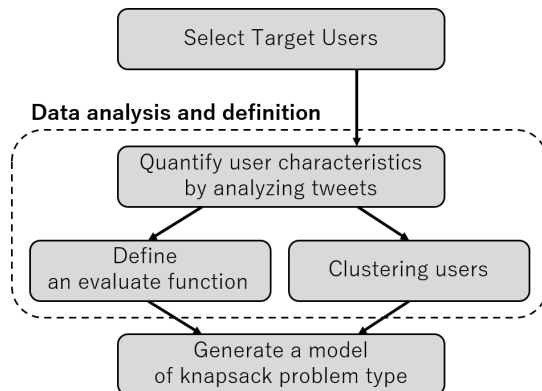 Select Target Users
Data analysis and definition
Quantify user characteristics
by analyzing tweets
Define
an evaluate function
Clustering users
Generate a model
of knapsack problem type